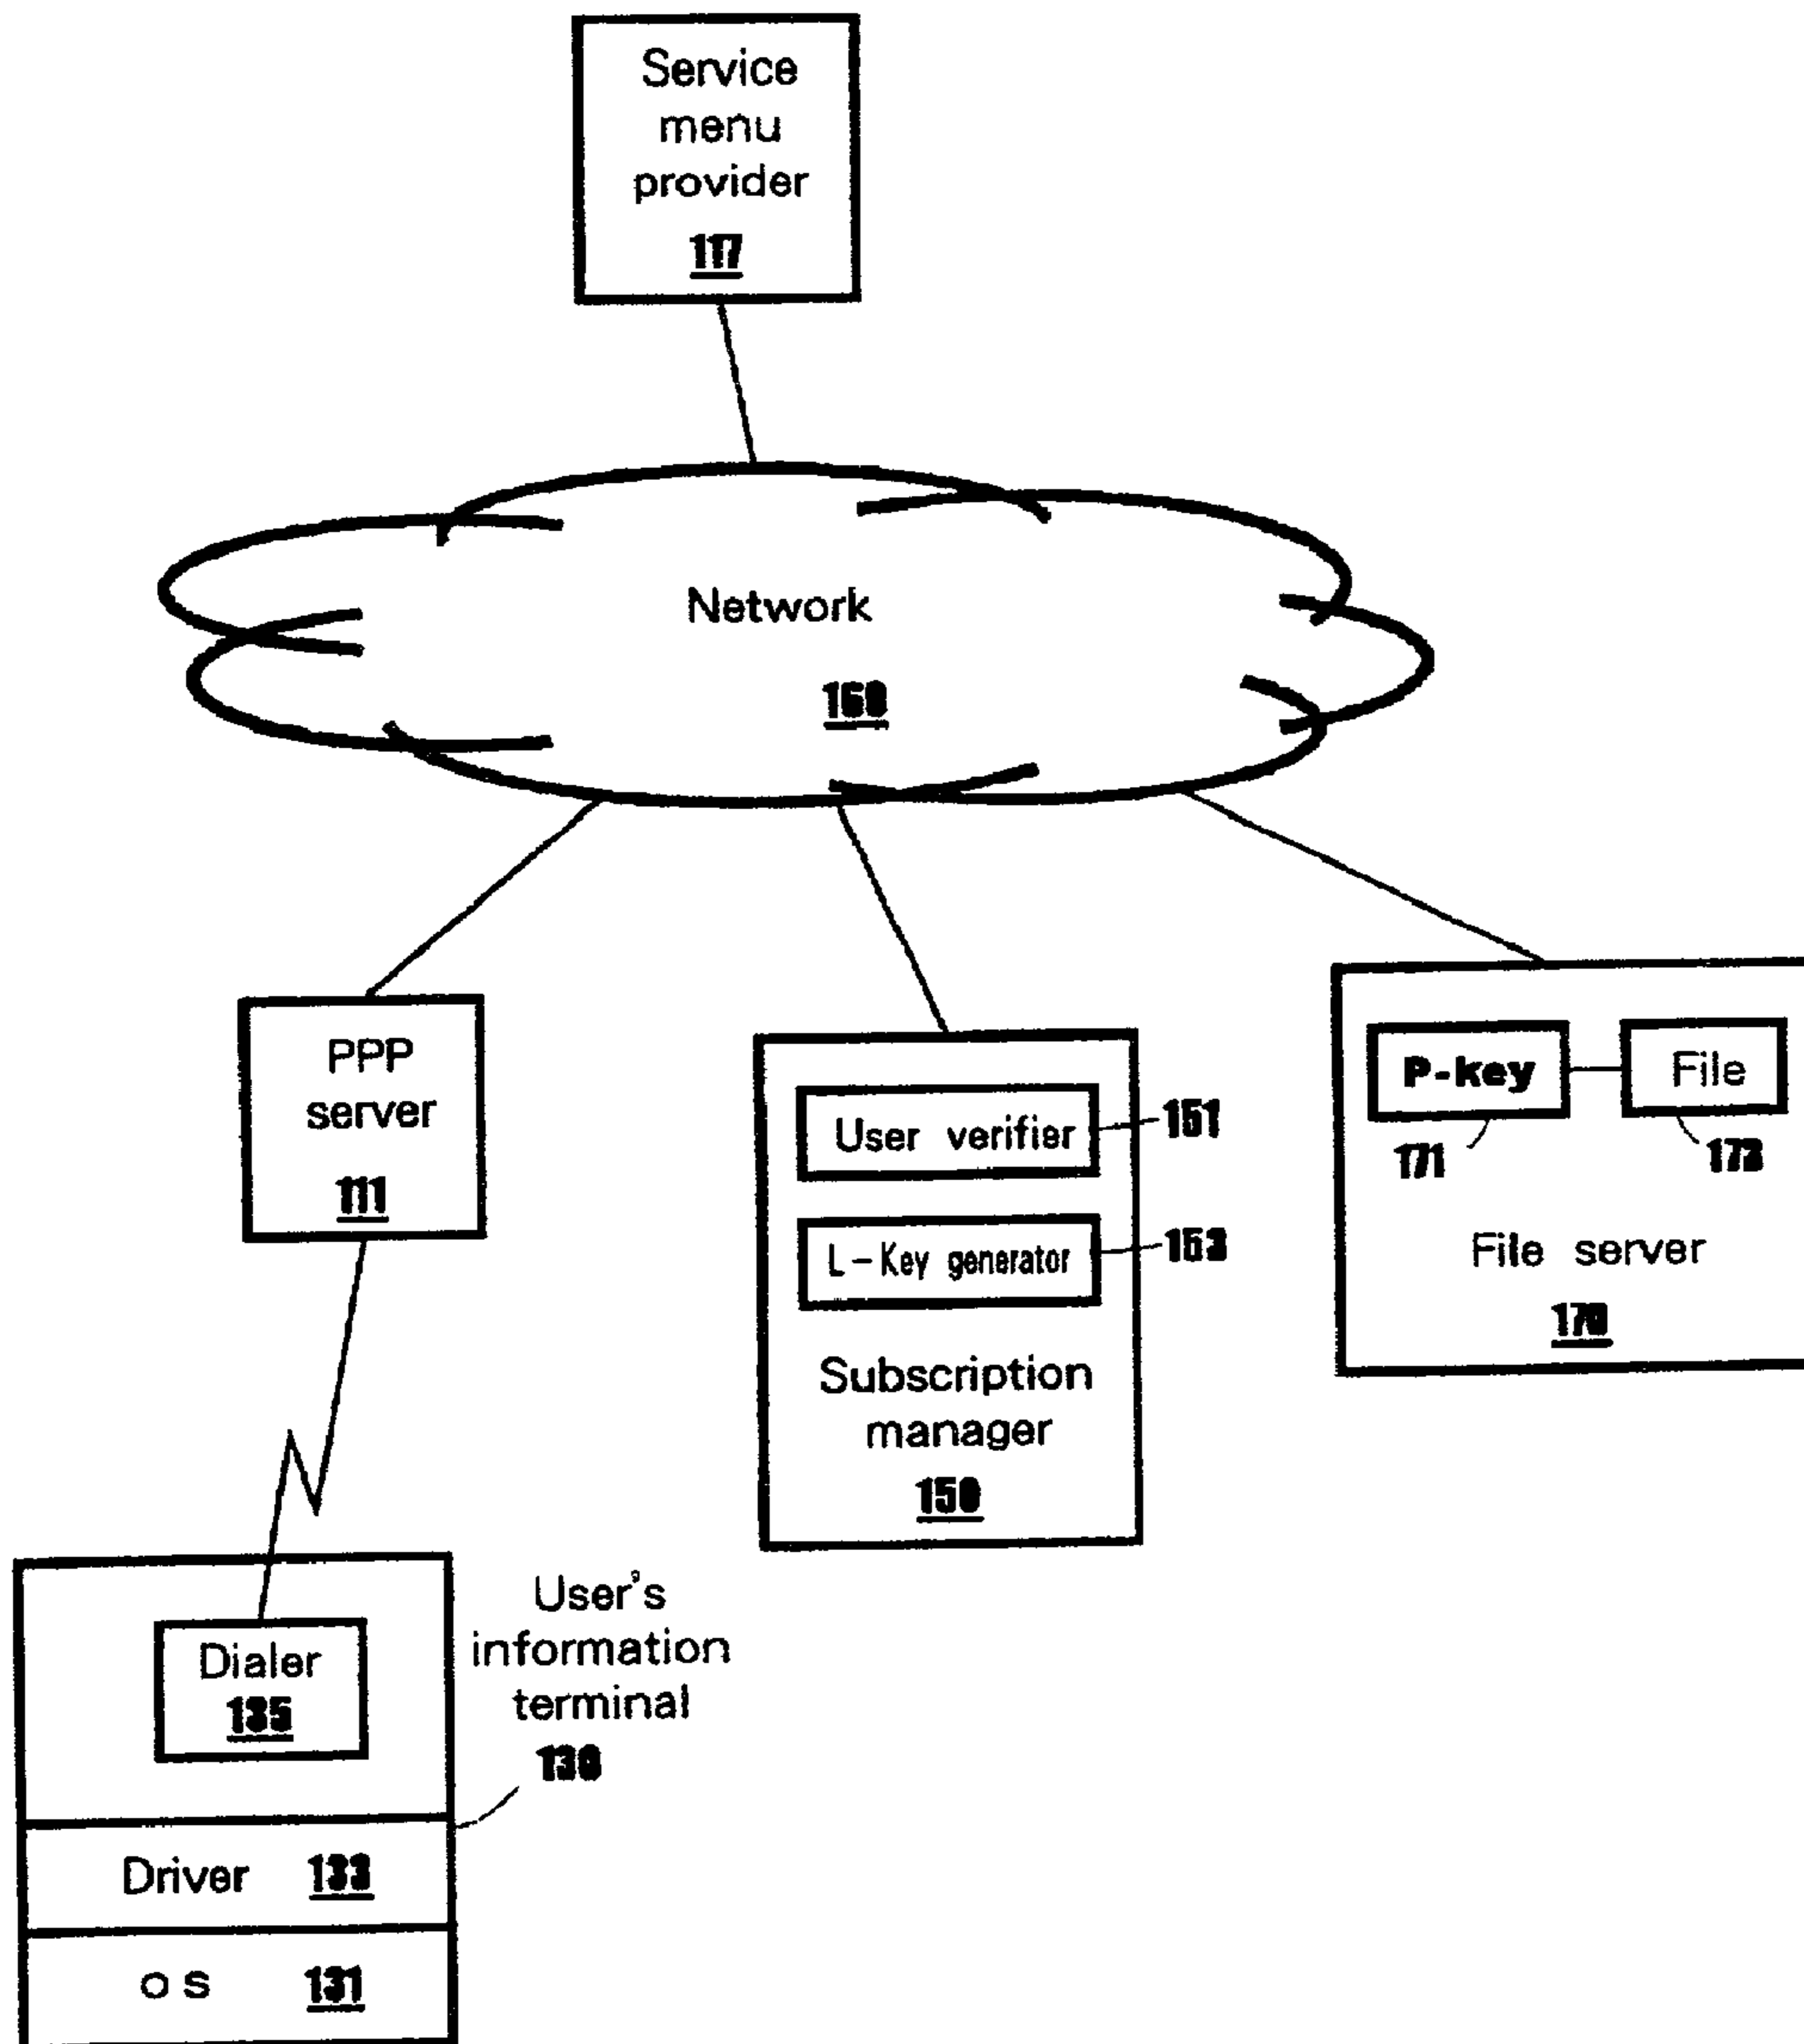 Service
menu
provider
117
Network
160
PPP
server
111
User verifier
151
L-Key generator
153
Subscription
manager
150
P-key
File
171
173
File server
170
User's
information
terminal
130
Dialer
135
Driver 133
OS 131